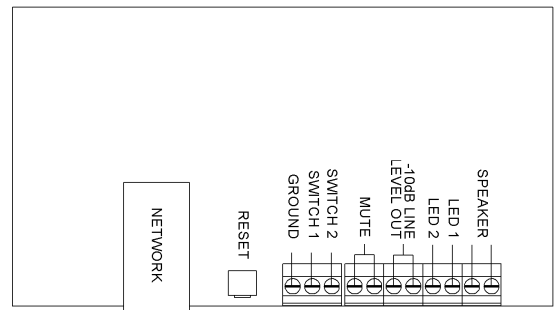 NETWORK
RESET
GROUND
SWITCH 1
SWITCH 2
MUTE
-10dB LINE
LEVEL OUT
LED 2
LED 1
SPEAKER